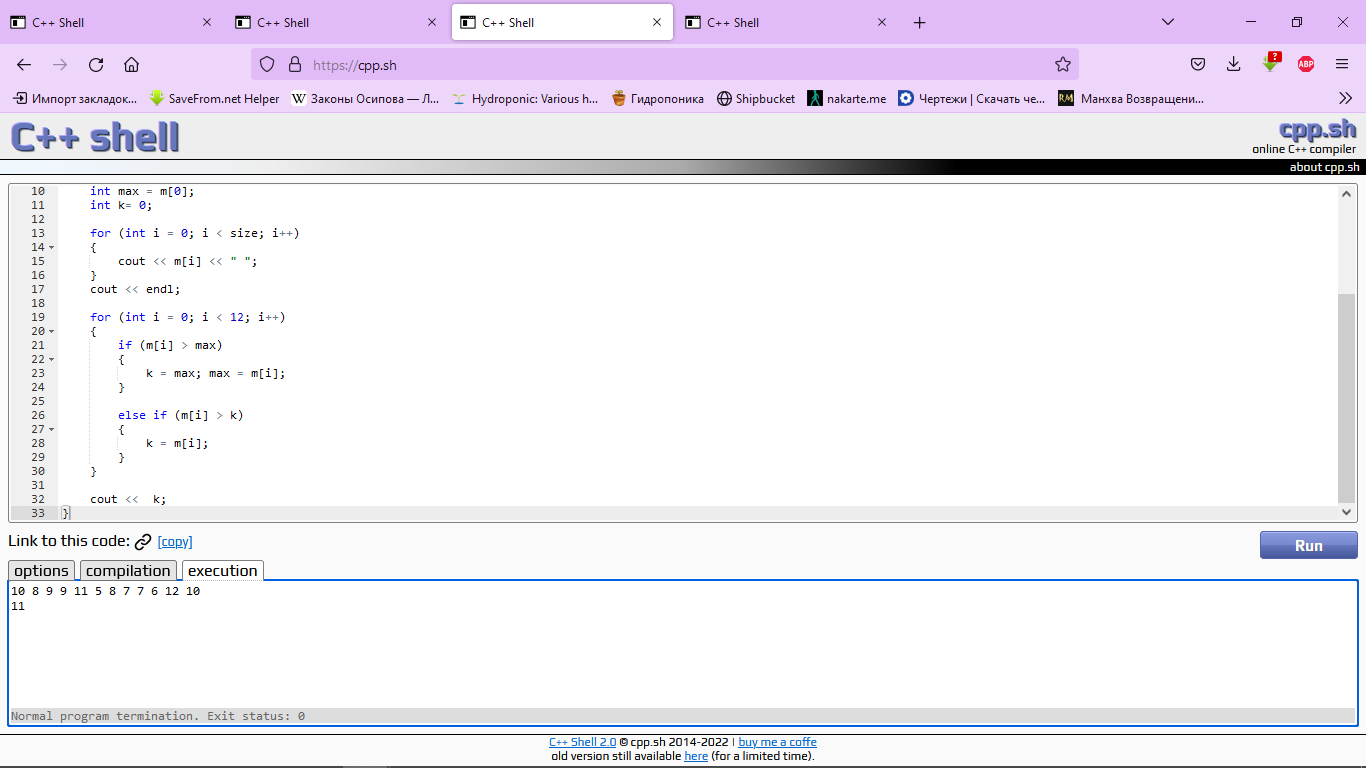 C++ Shell C++ Shell C++ Shell C++ Shell
https://cpp.sh
Импорт закладок... SaveFrom.net Helper Законы Осипова — Л... Hydroponic: Various h... Гидропоника Shipbucket nakarte.me Чертежи | Скачать че... Манхва Возвращени...
C++ shell
cpp.sh
online C++ compiler
about cpp.sh
10 int max = m[0];
11 int k= 0;
12
13 for (int i = 0; i < size; i++)
14 {
15 cout << m[i] << " ";
16 }
17 cout << endl;
18
19 for (int i = 0; i < 12; i++)
20 {
21 if (m[i] > max)
22 {
23 k = max; max = m[i];
24 }
25
26 else if (m[i] > k)
27 {
28 k = m[i];
29 }
30 }
31
32 cout <<  k;
33 }
Link to this code: [copy]
Run
options compilation execution
10 8 9 9 11 5 8 7 7 6 12 10
11
Normal program termination. Exit status: 0
C++ Shell 2.0 © cpp.sh 2014-2022 | buy me a coffe
old version still available here (for a limited time).